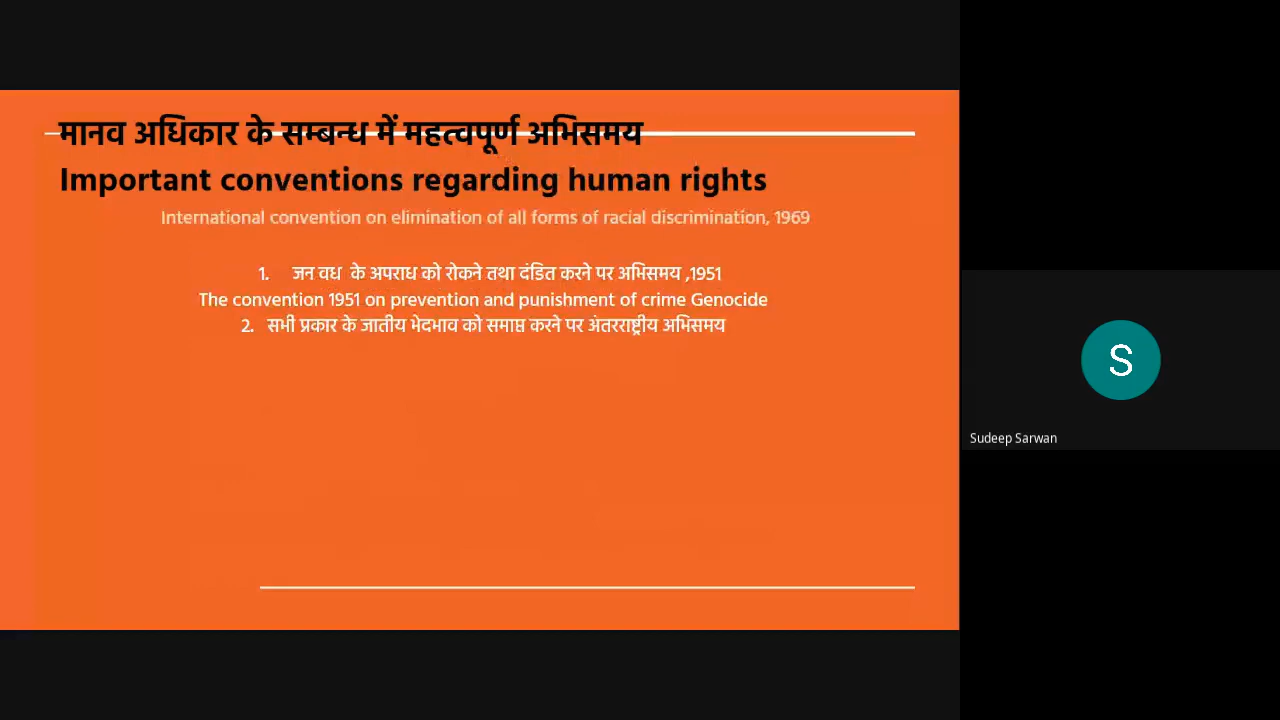 मानव अधिकार के सम्बन्ध में महत्वपूर्ण अभिसमय
Important conventions regarding human rights
International convention on elimination of all forms of racial discrimination, 1969
1. जन वध के अपराध को रोकने तथा दंडित करने पर अभिसमय ,1951
The convention 1951 on prevention and punishment of crime Genocide
2. सभी प्रकार के जातीय भेदभाव को समाप्त करने पर अंतरराष्ट्रीय अभिसमय
S
Sudeep Sarwan